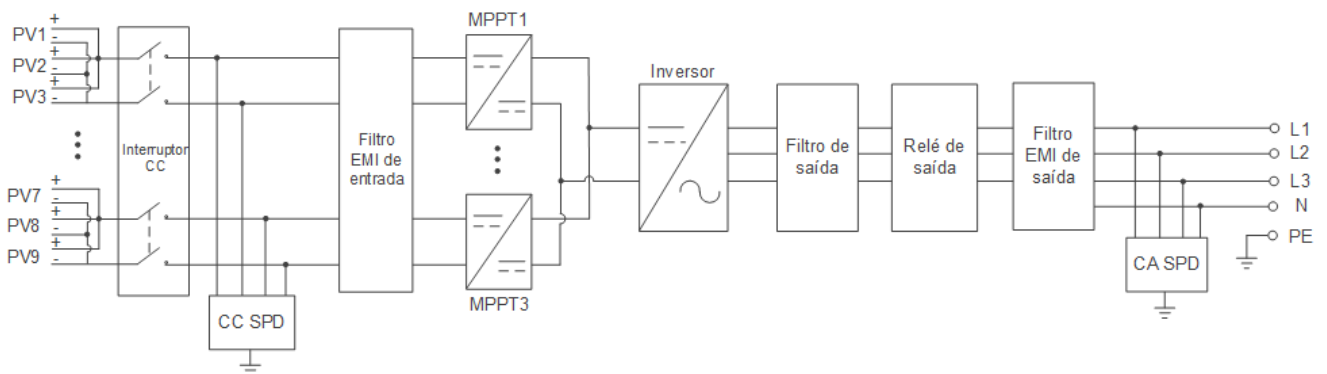 MPPT1
+
PV1
-
+
PV2
-
+
PV3
-
Interruptor
CC
+
PV7
-
+
PV8
-
+
PV9
-
CC SPD
Filtro
EMI de
entrada
MPPT3
Inversor
Filtro de
saída
Relé de
saída
Filtro
EMI de
saída
L1
L2
L3
N
PE
CA SPD